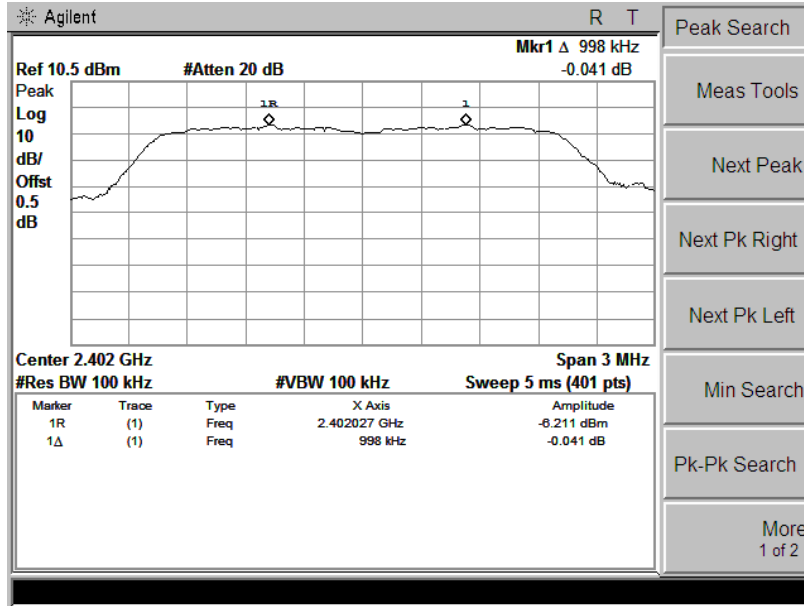 Agilent
R T
Mkr1 Δ 998 kHz
Ref 10.5 dBm #Atten 20 dB -0.041 dB
Peak
Log
10
dB/
Offst
0.5
dB
1R
1
Center 2.402 GHz Span 3 MHz
#Res BW 100 kHz #VBW 100 kHz Sweep 5 ms (401 pts)
Marker Trace Type X Axis Amplitude
1R (1) Freq 2.402027 GHz -6.211 dBm
1Δ (1) Freq 998 kHz -0.041 dB
Peak Search
Meas Tools
Next Peak
Next Pk Right
Next Pk Left
Min Search
Pk-Pk Search
More
1 of 2